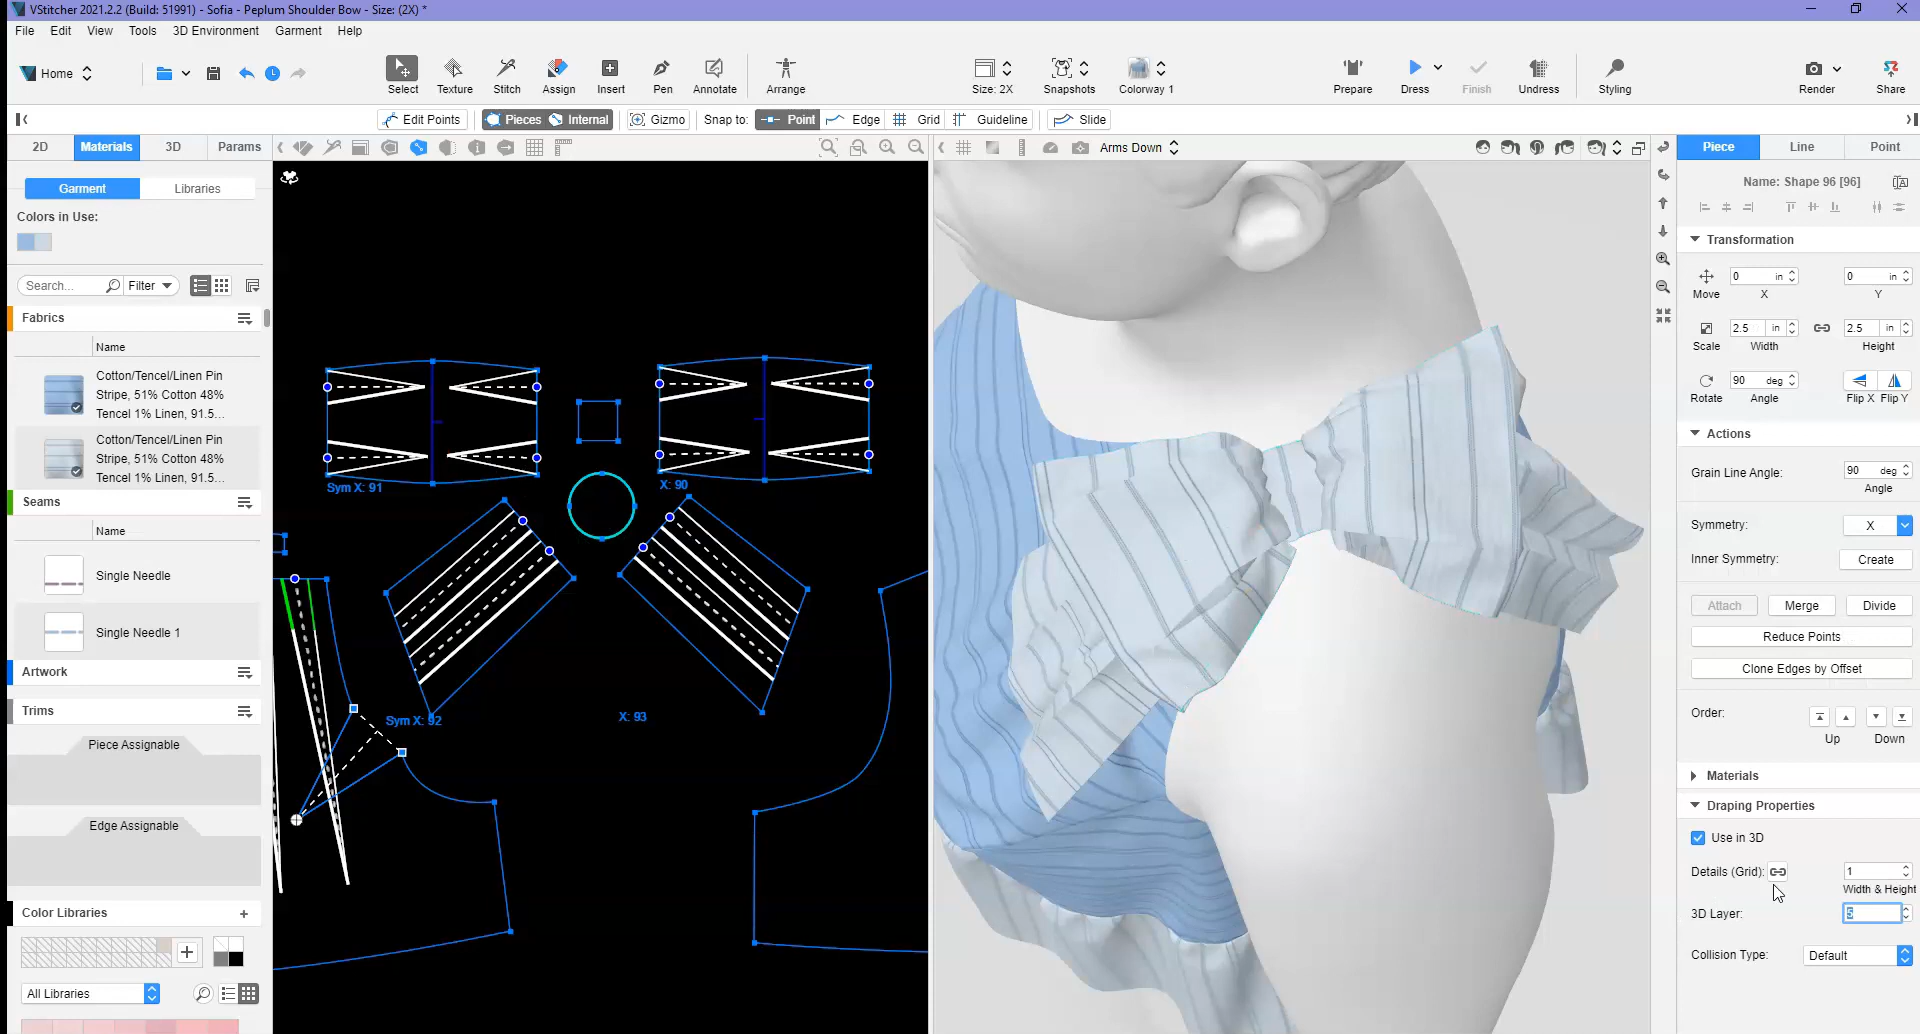 VStitcher 2021.2.2 (Build: 51991) - Sofia - Peplum Shoulder Bow - Size: (2X) *
File Edit View Tools 3D Environment Garment Help
Home
Select Texture Stitch Assign Insert Pen Annotate Arrange Size: 2X Snapshots Colorway 1 Prepare Dress Finish Undress Styling Render Share
Edit Points Pieces Internal Gizmo Snap to: Point Edge Grid Guideline Slide
2D Materials 3D Params
Arms Down
Piece Line Point
Garment Libraries
Name: Shape 96 [96]
Colors in Use:
Search... Filter
Fabrics
Name
Cotton/Tencel/Linen Pin
Stripe, 51% Cotton 48%
Tencel 1% Linen, 91.5...
Cotton/Tencel/Linen Pin
Stripe, 51% Cotton 48%
Tencel 1% Linen, 91.5...
Seams
Name
Single Needle
Single Needle 1
Artwork
Trims
Piece Assignable
Edge Assignable
Color Libraries
All Libraries
Sym X: 91
X: 90
Sym X: 92
X: 93
Transformation
0 in 0 in
Move X Y
2.5 in 2.5 in
Scale Width Height
90 deg
Rotate Angle Flip X Flip Y
Actions
Grain Line Angle: 90 deg
Angle
Symmetry: X
Inner Symmetry: Create
Attach Merge Divide
Reduce Points
Clone Edges by Offset
Order:
Up Down
Materials
Draping Properties
Use in 3D
Details (Grid): 1
Width & Height
3D Layer: 5
Collision Type: Default